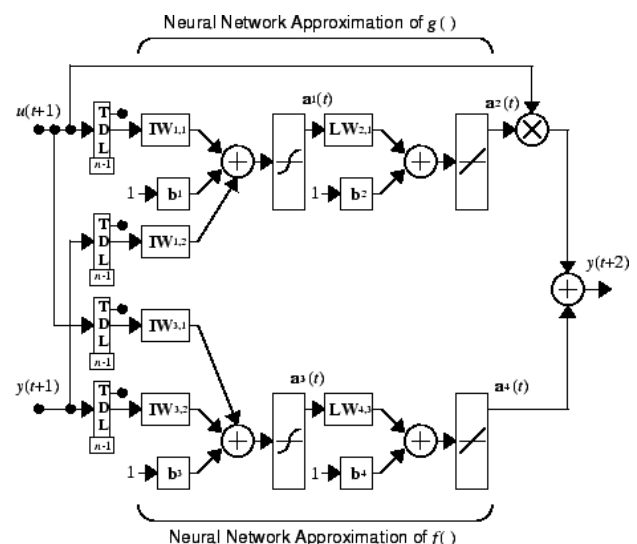 Neural Network Approximation of g ( )
u(t+1)
T
D
L
n-1
IW1,1
a1(t)
LW2,1
a2(t)
1
b1
1
b2
T
D
L
n-1
IW1,2
y(t+2)
T
D
L
n-1
IW3,1
y(t+1)
T
D
L
n-1
IW3,2
a3(t)
LW4,3
a4(t)
1
b3
1
b4
Neural Network Approximation of f( )